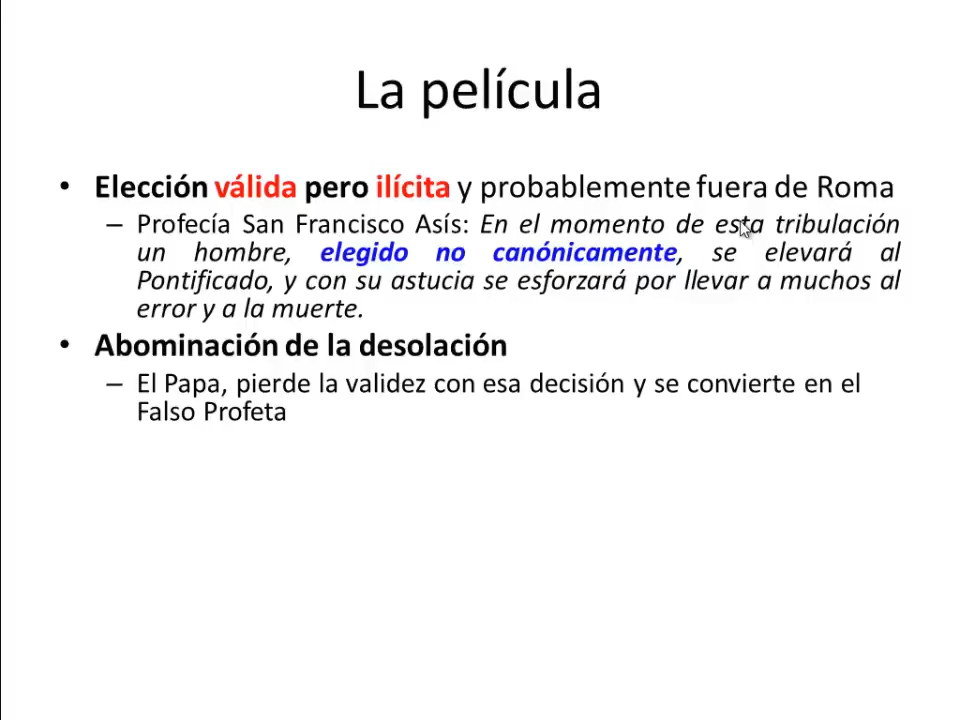 La película
• Elección válida pero ilícita y probablemente fuera de Roma
– Profecía San Francisco Asís: En el momento de esta tribulación
un hombre, elegido no canónicamente, se elevará al
Pontificado, y con su astucia se esforzará por llevar a muchos al
error y a la muerte.
• Abominación de la desolación
– El Papa, pierde la validez con esa decisión y se convierte en el
Falso Profeta